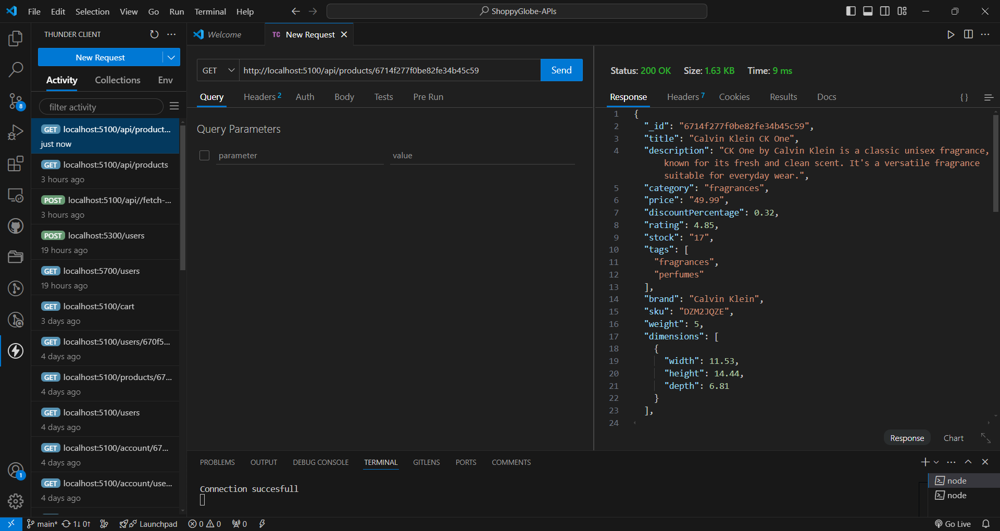 File Edit Selection View Go Run Terminal Help
ShoppyGlobe-APIs
THUNDER CLIENT
New Request
Activity Collections Env
filter activity
GET localhost:5100/api/product...
just now
GET localhost:5100/api/products
3 hours ago
POST localhost:5100/api//fetch-...
3 hours ago
POST localhost:5300/users
19 hours ago
GET localhost:5700/users
19 hours ago
GET localhost:5100/cart
3 days ago
GET localhost:5100/users/670f5...
4 days ago
GET localhost:5100/products/67...
4 days ago
GET localhost:5100/users
4 days ago
GET localhost:5100/account/67...
4 days ago
GET localhost:5100/account/use...
4 days ago
8
1
Welcome
TC New Request
GET http://localhost:5100/api/products/6714f277f0be82fe34b45c59 Send
Query Headers 2 Auth Body Tests Pre Run
Query Parameters
parameter value
Status: 200 OK Size: 1.63 KB Time: 9 ms
Response Headers 7 Cookies Results Docs {}
1 {
2 "_id": "6714f277f0be82fe34b45c59",
3 "title": "Calvin Klein CK One",
4 "description": "CK One by Calvin Klein is a classic unisex fragrance,
known for its fresh and clean scent. It's a versatile fragrance
suitable for everyday wear.",
5 "category": "fragrances",
6 "price": "49.99",
7 "discountPercentage": 0.32,
8 "rating": 4.85,
9 "stock": "17",
10 "tags": [
11 "fragrances",
12 "perfumes"
13 ],
14 "brand": "Calvin Klein",
15 "sku": "DZM2JQZE",
16 "weight": 5,
17 "dimensions": [
18 {
19 "width": 11.53,
20 "height": 14.44,
21 "depth": 6.81
22 }
23 ],
24
Response Chart
PROBLEMS OUTPUT DEBUG CONSOLE TERMINAL GITLENS PORTS COMMENTS
Connection succesfull
node
node
main* 1↓ 0↑ Launchpad 0 0 0 Go Live